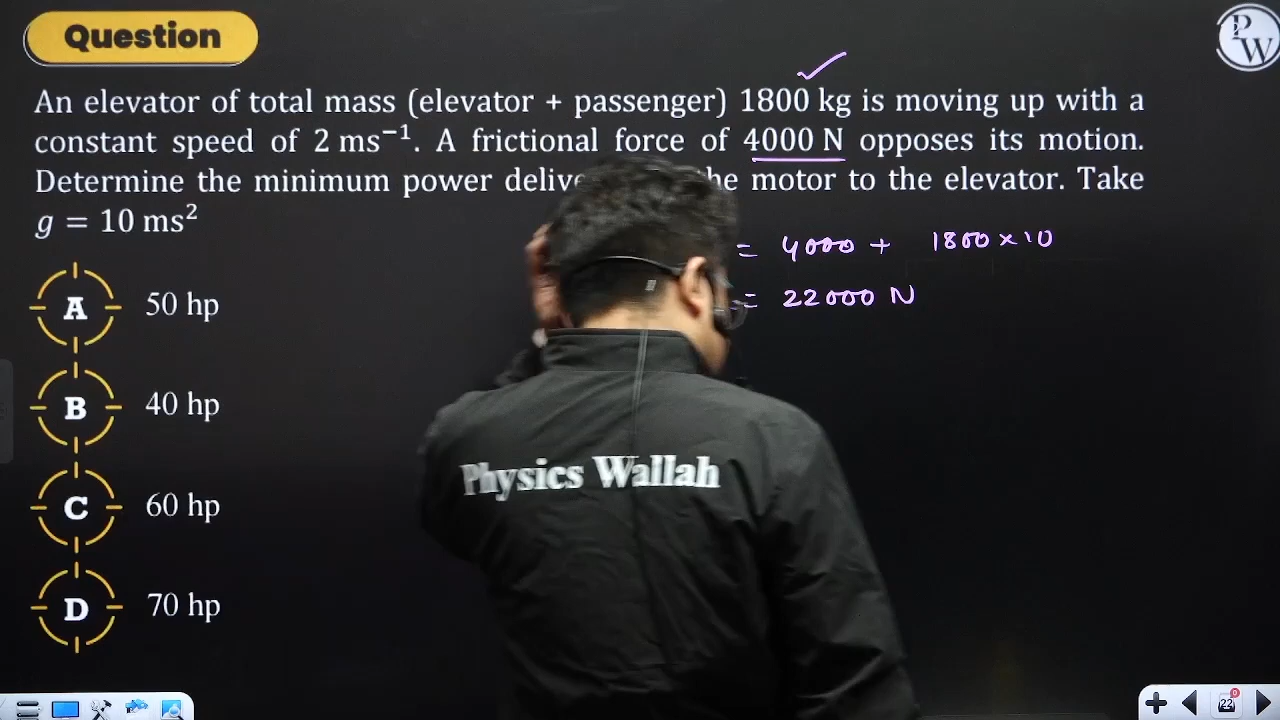 Question
PW
An elevator of total mass (elevator + passenger) 1800 kg is moving up with a
constant speed of 2 ms⁻¹. A frictional force of 4000 N opposes its motion.
Determine the minimum power delive he motor to the elevator. Take
g = 10 ms²
= 4000 + 1800 × 10
= 22000 N
A 50 hp
B 40 hp
C 60 hp
D 70 hp
Physics Wallah
22